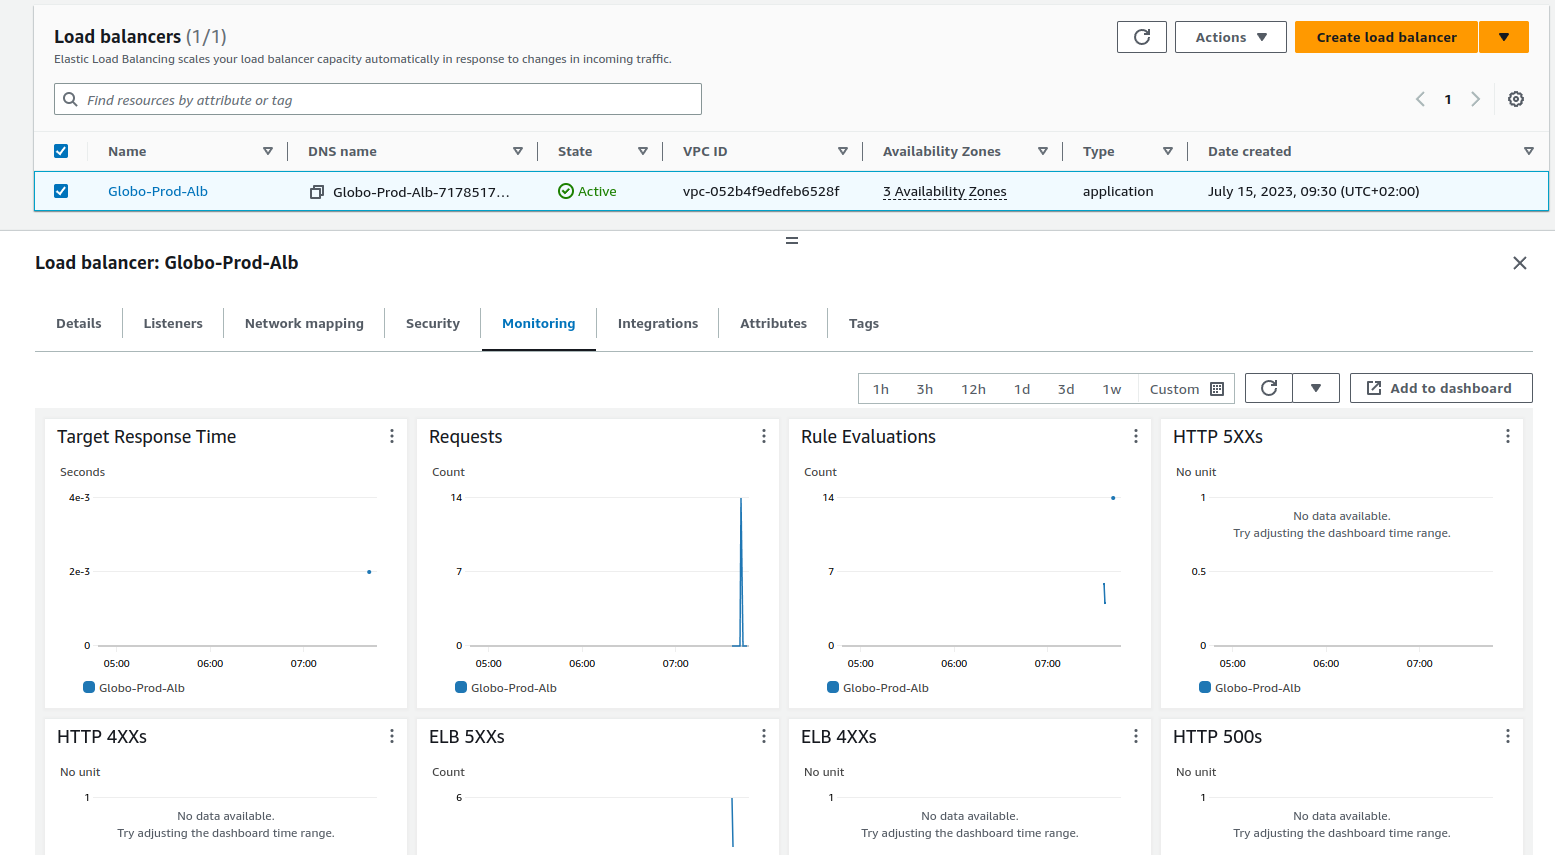 Load balancers (1/1)
Elastic Load Balancing scales your load balancer capacity automatically in response to changes in incoming traffic.
Actions
Create load balancer
Find resources by attribute or tag
1
Name DNS name State VPC ID Availability Zones Type Date created
Globo-Prod-Alb Globo-Prod-Alb-7178517... Active vpc-052b4f9edfeb6528f 3 Availability Zones application July 15, 2023, 09:30 (UTC+02:00)
Load balancer: Globo-Prod-Alb
Details Listeners Network mapping Security Monitoring Integrations Attributes Tags
1h 3h 12h 1d 3d 1w Custom Add to dashboard
Target Response Time
Seconds
4e-3
2e-3
0
05:00 06:00 07:00
Globo-Prod-Alb
Requests
Count
14
7
0
05:00 06:00 07:00
Globo-Prod-Alb
Rule Evaluations
Count
14
7
0
05:00 06:00 07:00
Globo-Prod-Alb
HTTP 5XXs
No unit
1
No data available.
Try adjusting the dashboard time range.
0.5
0
05:00 06:00 07:00
Globo-Prod-Alb
HTTP 4XXs
No unit
1
No data available.
Try adjusting the dashboard time range.
ELB 5XXs
Count
6
ELB 4XXs
No unit
1
No data available.
Try adjusting the dashboard time range.
HTTP 500s
No unit
1
No data available.
Try adjusting the dashboard time range.